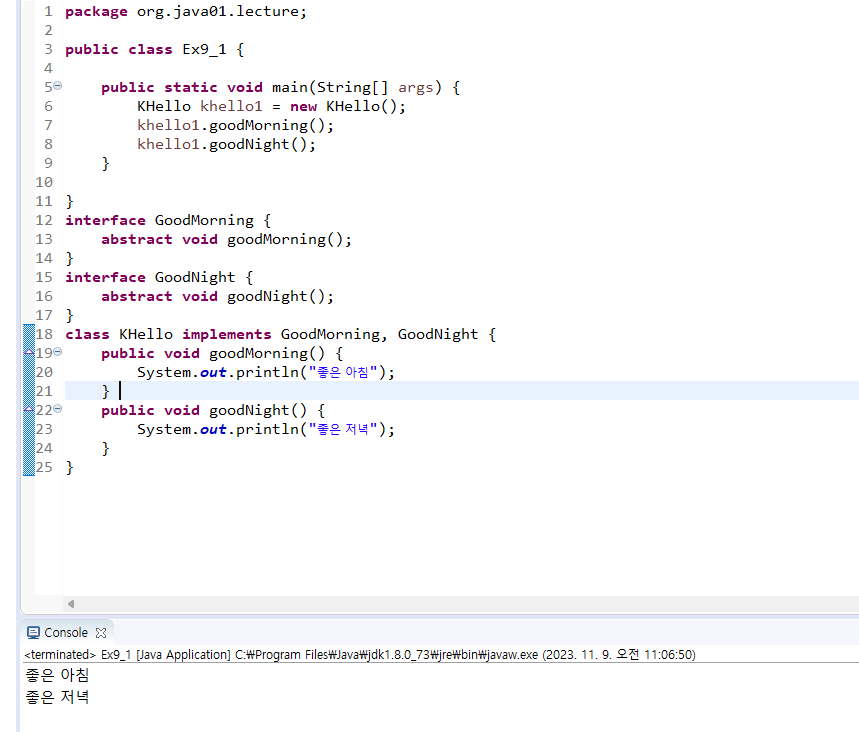 1 package org.java01.lecture;
2
3 public class Ex9_1 {
4
5 public static void main(String[] args) {
6 KHello khello1 = new KHello();
7 khello1.goodMorning();
8 khello1.goodNight();
9 }
10
11 }
12 interface GoodMorning {
13 abstract void goodMorning();
14 }
15 interface GoodNight {
16 abstract void goodNight();
17 }
18 class KHello implements GoodMorning, GoodNight {
19 public void goodMorning() {
20 System.out.println("좋은 아침");
21 }
22 public void goodNight() {
23 System.out.println("좋은 저녁");
24 }
25 }
Console
<terminated> Ex9_1 [Java Application] C:₩Program Files₩Java₩jdk1.8.0_73₩jre₩bin₩javaw.exe (2023. 11. 9. 오전 11:06:50)
좋은 아침
좋은 저녁